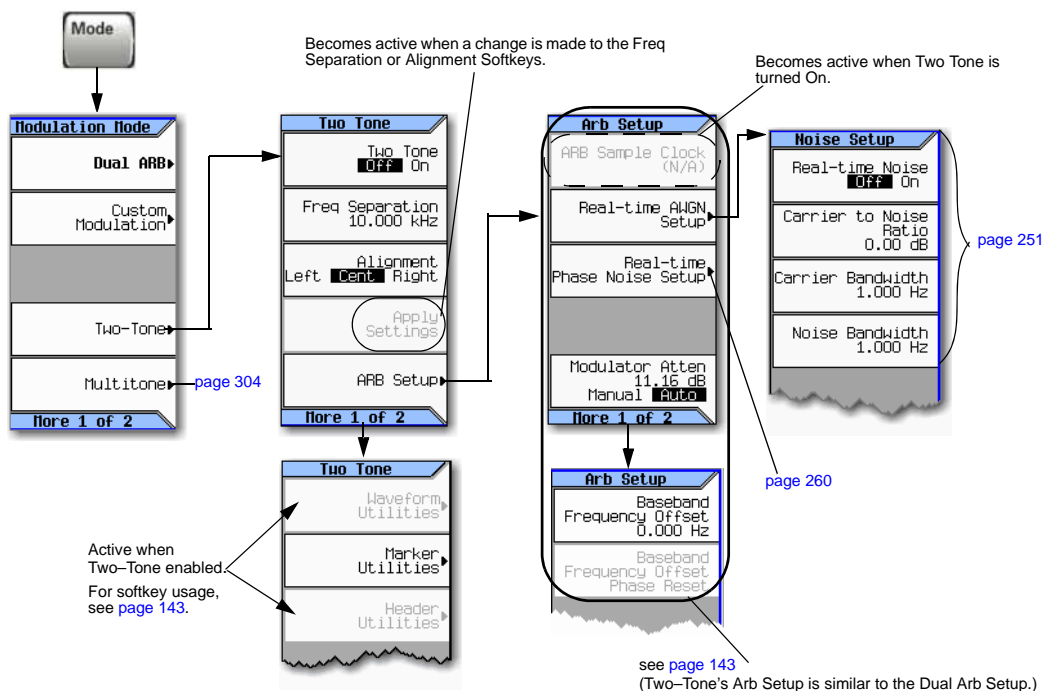 Mode
Becomes active when a change is made to the Freq
Separation or Alignment Softkeys.
Becomes active when Two Tone is
turned On.
Modulation Mode
Dual ARB
Custom
Modulation
Two-Tone
Multitone
page 304
More 1 of 2
Two Tone
Two Tone
Off On
Freq Separation
10.000 kHz
Alignment
Left Cent Right
Apply
Settings
ARB Setup
More 1 of 2
Arb Setup
ARB Sample Clock
(N/A)
Real-time AWGN
Setup
Real-time
Phase Noise Setup
Modulator Atten
11.16 dB
Manual Auto
More 1 of 2
Noise Setup
Real-time Noise
Off On
Carrier to Noise
Ratio
0.00 dB
Carrier Bandwidth
1.000 Hz
Noise Bandwidth
1.000 Hz
page 251
page 260
Two Tone
Waveform
Utilities
Marker
Utilities
Header
Utilities
Active when
Two–Tone enabled.
For softkey usage,
see page 143.
Arb Setup
Baseband
Frequency Offset
0.000 Hz
Baseband
Frequency Offset
Phase Reset
see page 143
(Two–Tone's Arb Setup is similar to the Dual Arb Setup.)